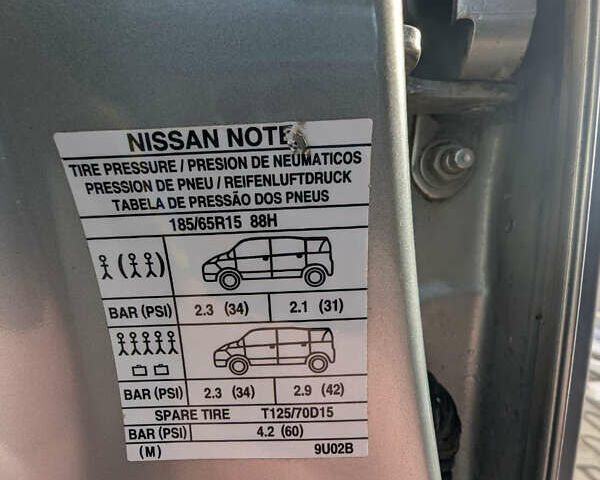 NISSAN NOTE
TIRE PRESSURE / PRESION DE NEUMATICOS
PRESSION DE PNEU / REIFENLUFTDRUCK
TABELA DE PRESSÃO DOS PNEUS
185/65R15 88H
BAR (PSI) 2.3 (34) 2.1 (31)
BAR (PSI) 2.3 (34) 2.9 (42)
SPARE TIRE T125/70D15
BAR (PSI) 4.2 (60)
(M) 9U02B